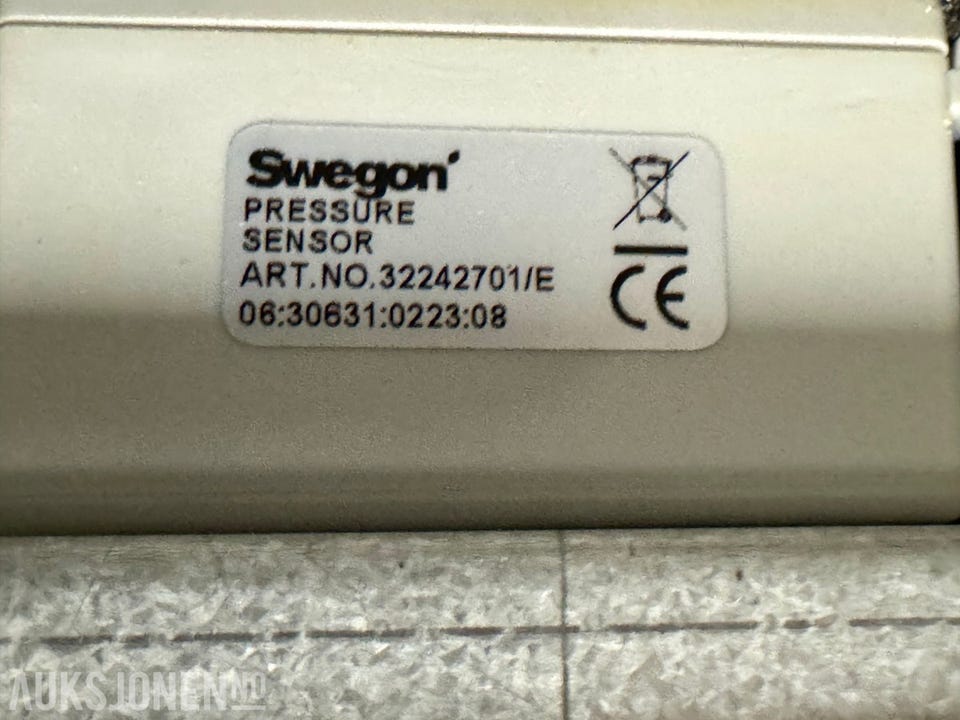 Swegon
PRESSURE
SENSOR
ART.NO.32242701/E
06:30631:0223:08
CE
AUKSJONEN.NO